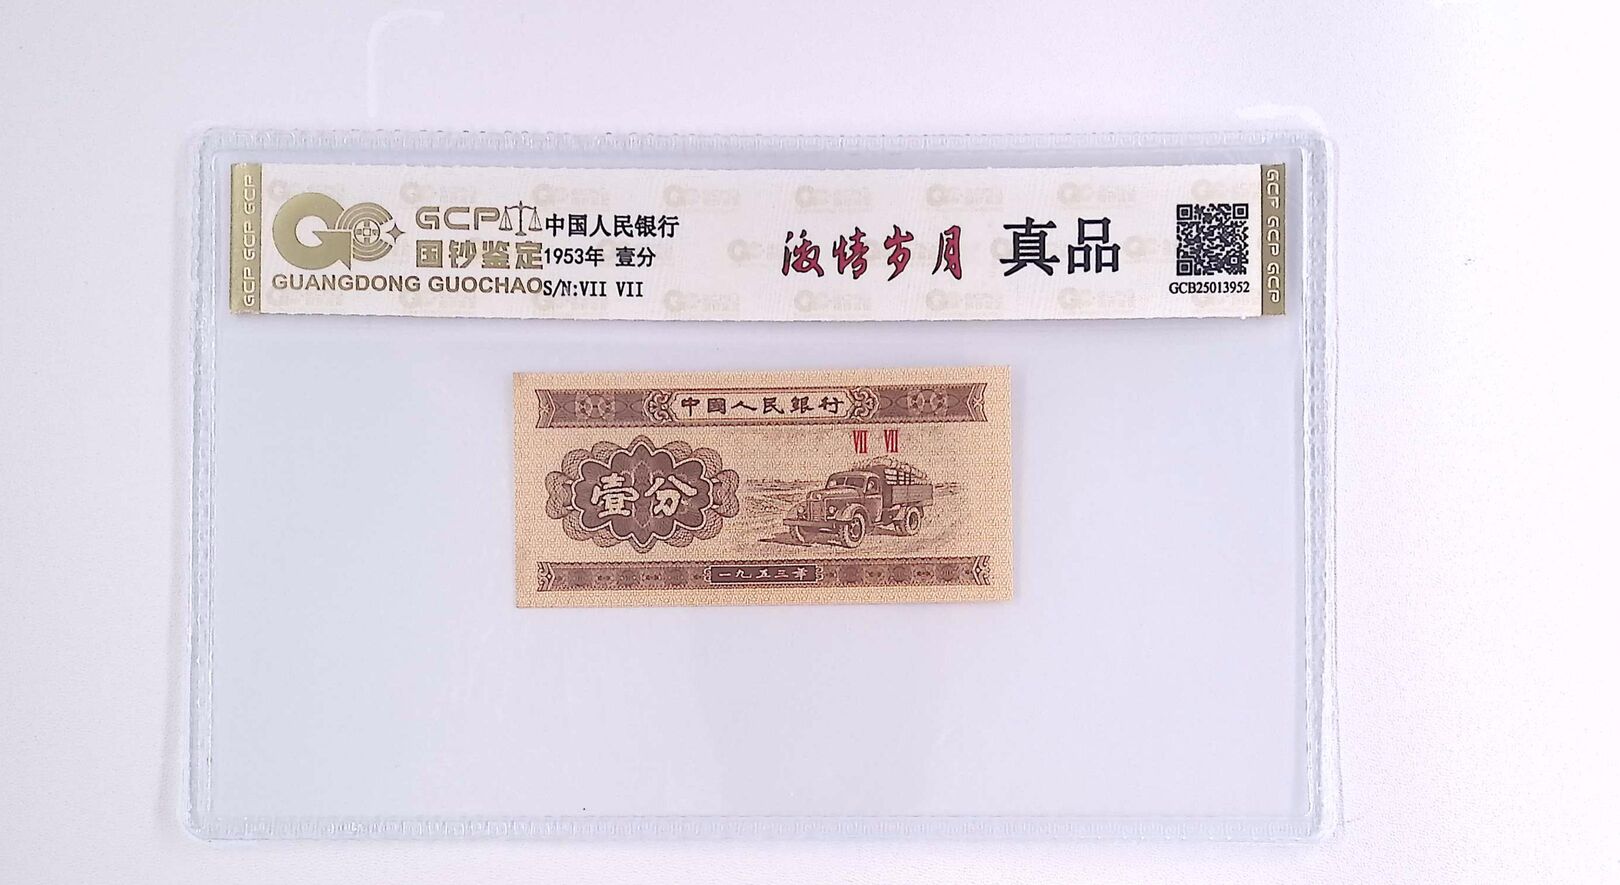 GCP GCP GCP
GCP
国钞鉴定
GUANGDONG GUOCHAO
中国人民银行
1953年 壹分
S/N:VII VII
激情岁月
真品
GCB25013952
GCP GCP GCP
中國人民銀行
VII VII
壹分
一九五三年